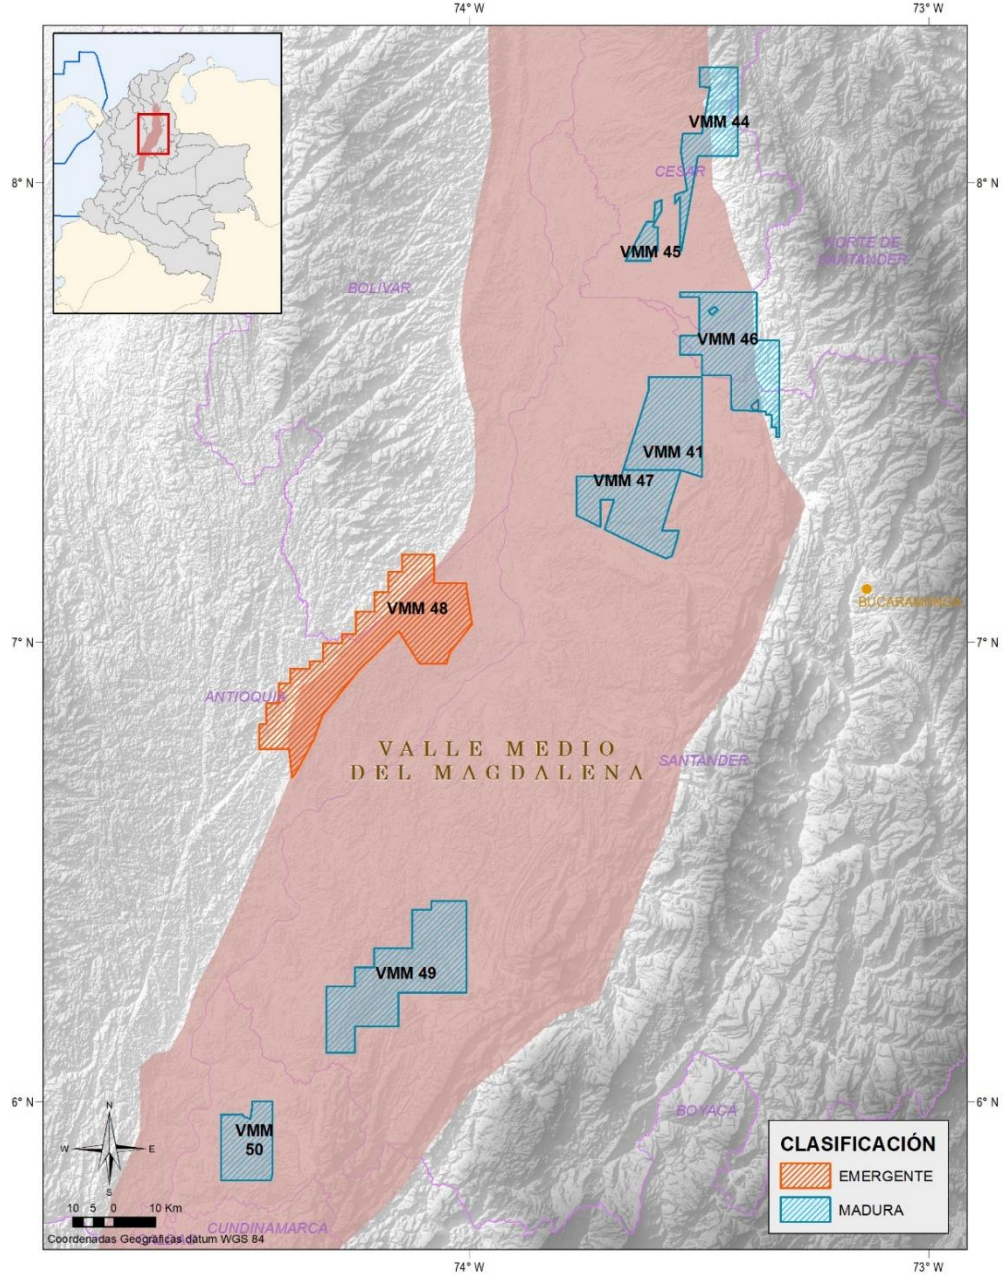 74° W
73° W
VMM 44
8° N
8° N
CESAR
NORTE DE
SANTANDER
VMM 45
BOLÍVAR
VMM 46
VMM 41
VMM 47
BUCARAMANGA
VMM 48
7° N
7° N
ANTIOQUIA
VALLE MEDIO
DEL MAGDALENA
SANTANDER
VMM 49
6° N
6° N
N
BOYACÁ
VMM
50
W
E
S
CLASIFICACIÓN
EMERGENTE
MADURA
10 5 0 10 Km
CUNDINAMARCA
Coordenadas Geográficas dátum WGS 84
74° W
73° W